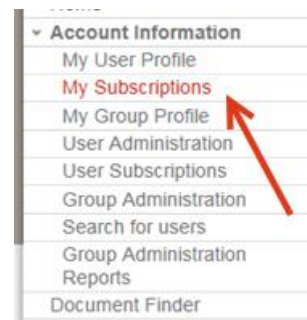 Account Information
My User Profile
My Subscriptions
My Group Profile
User Administration
User Subscriptions
Group Administration
Search for users
Group Administration
Reports
Document Finder